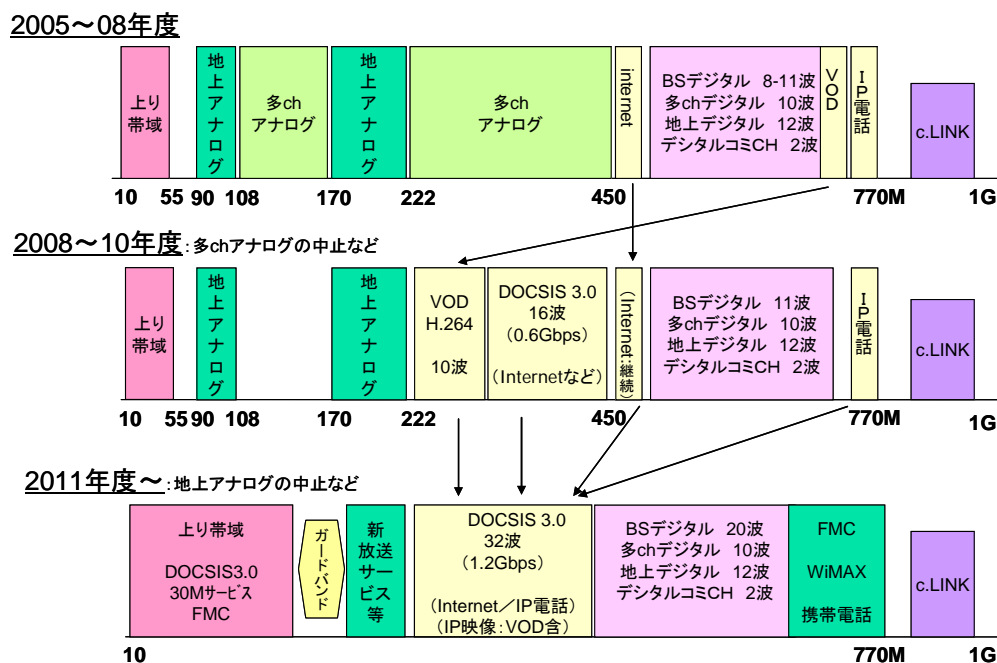 2005～08年度
上り
帯域
地上アナログ
多ch
アナログ
地上アナログ
多ch
アナログ
internet
BSデジタル 8-11波
多chデジタル 10波
地上デジタル 12波
デシタルコミCH 2波
VOD
IP電話
c.LINK
10 55 90 108 170 222 450 770M 1G
2008～10年度:多chアナログの中止など
上り
帯域
地上アナログ
地上アナログ
VOD
H.264
10波
DOCSIS 3.0
16波
(0.6Gbps)
(Internetなど)
(Internet:継続)
BSデジタル 11波
多chデジタル 10波
地上デジタル 12波
デシタルコミCH 2波
IP電話
c.LINK
10 55 90 108 170 222 450 770M 1G
2011年度～:地上アナログの中止など
上り帯域
DOCSIS3.0
30Mサービス
FMC
ガードバンド
新
放送
サー
ビス
等
DOCSIS 3.0
32波
(1.2Gbps)
(Internet／IP電話)
(IP映像:VOD含)
BSデジタル 20波
多chデジタル 10波
地上デジタル 12波
デシタルコミCH 2波
FMC
WiMAX
携帯電話
c.LINK
10 770M 1G